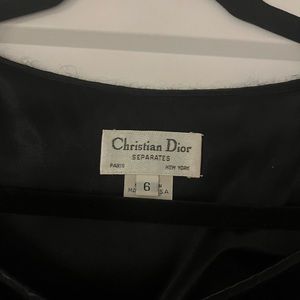 Christian Dior
SEPARATES
PARIS NEW YORK
6